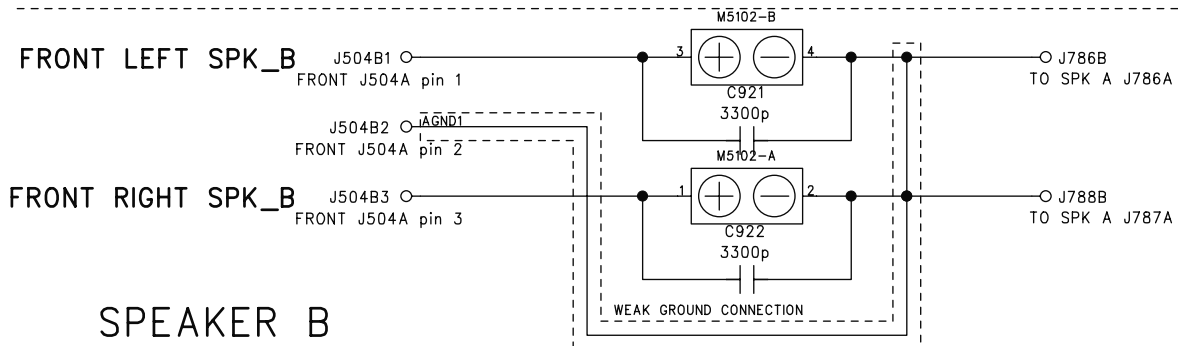 M5102-B
FRONT LEFT SPK_B J504B1 3 4 J786B
FRONT J504A pin 1 TO SPK A J786A
C921
3300p
J504B2 AGND1
FRONT J504A pin 2
M5102-A
FRONT RIGHT SPK_B J504B3 1 2 J788B
FRONT J504A pin 3 TO SPK A J787A
C922
3300p
WEAK GROUND CONNECTION
SPEAKER B